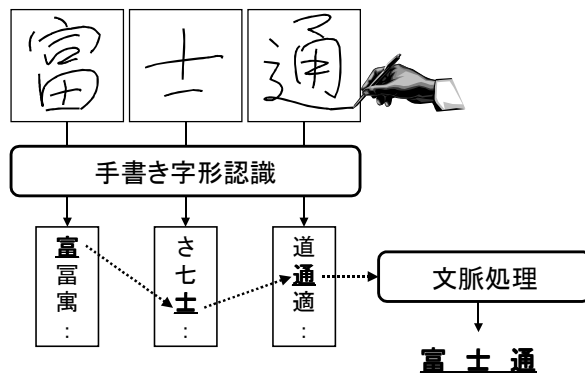 富 士 通
手書き字形認識
富 さ 道
冨 七 通
寓 士 適
: : :
文脈処理
富 士 通